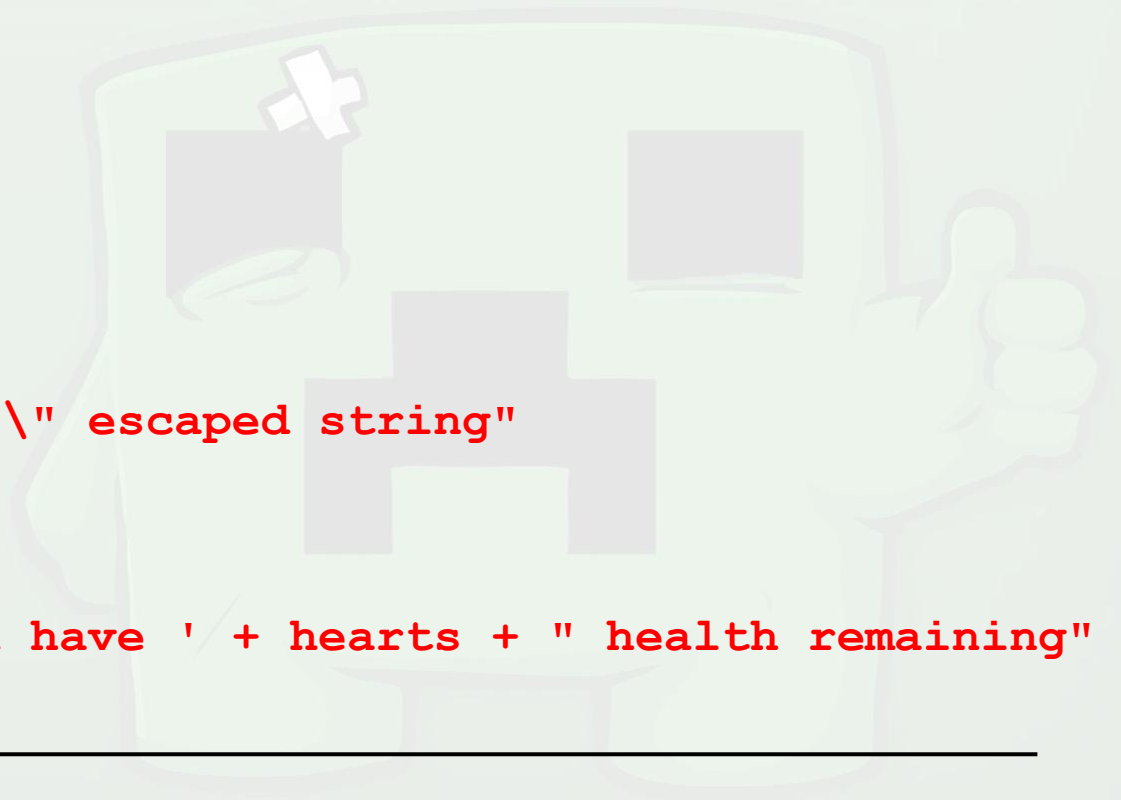 \" escaped string"
have ' + hearts + " health remaining"